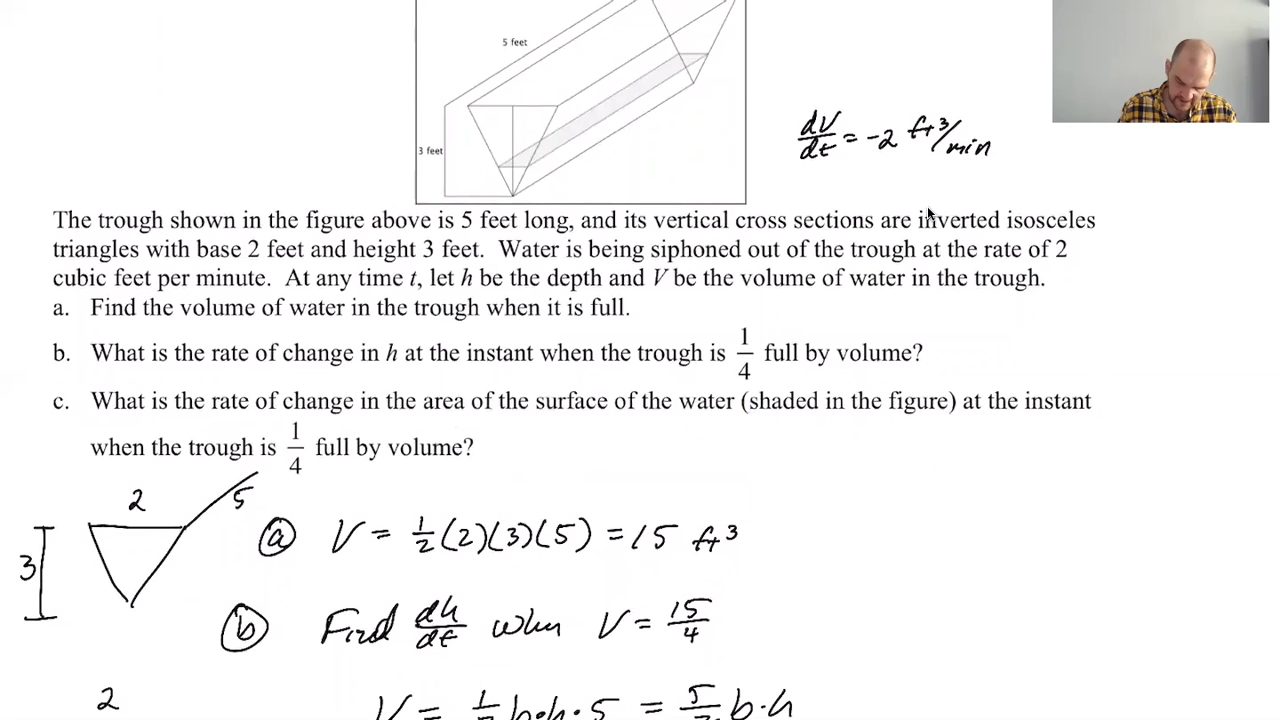 5 feet
3 feet
dV/dt = -2 ft³/min
The trough shown in the figure above is 5 feet long, and its vertical cross sections are inverted isosceles
triangles with base 2 feet and height 3 feet. Water is being siphoned out of the trough at the rate of 2
cubic feet per minute. At any time t, let h be the depth and V be the volume of water in the trough.
a. Find the volume of water in the trough when it is full.
b. What is the rate of change in h at the instant when the trough is 1/4 full by volume?
c. What is the rate of change in the area of the surface of the water (shaded in the figure) at the instant
when the trough is 1/4 full by volume?
2
5
3
ⓐ V = 1/2 (2)(3)(5) = 15 ft³
ⓑ Find dh/dt when V = 15/4
2
V = 1/2 b·h·5 = 5/2 b·h